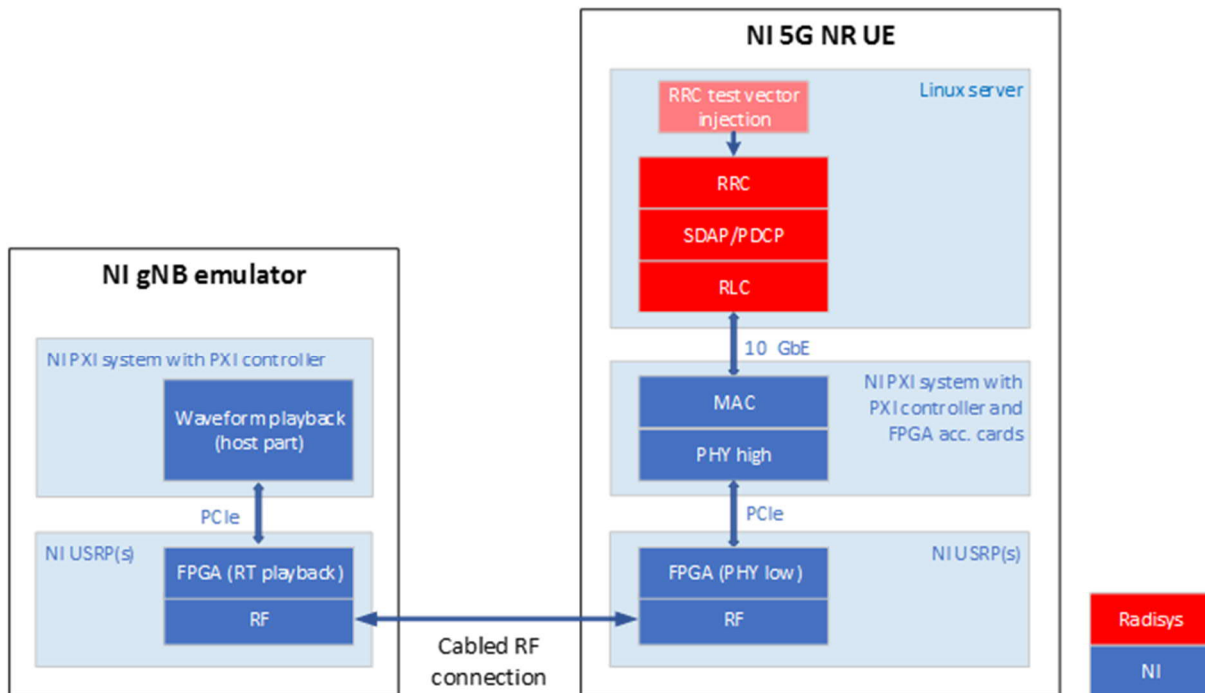 NI gNB emulator
NI PXI system with PXI controller
Waveform playback
(host part)
PCIe
NI USRP(s)
FPGA (RT playback)
RF
Cabled RF
connection
NI 5G NR UE
Linux server
RRC test vector
injection
RRC
SDAP/PDCP
RLC
10 GbE
NI PXI system with
PXI controller and
FPGA acc. cards
MAC
PHY high
PCIe
NI USRP(s)
FPGA (PHY low)
RF
Radisys
NI